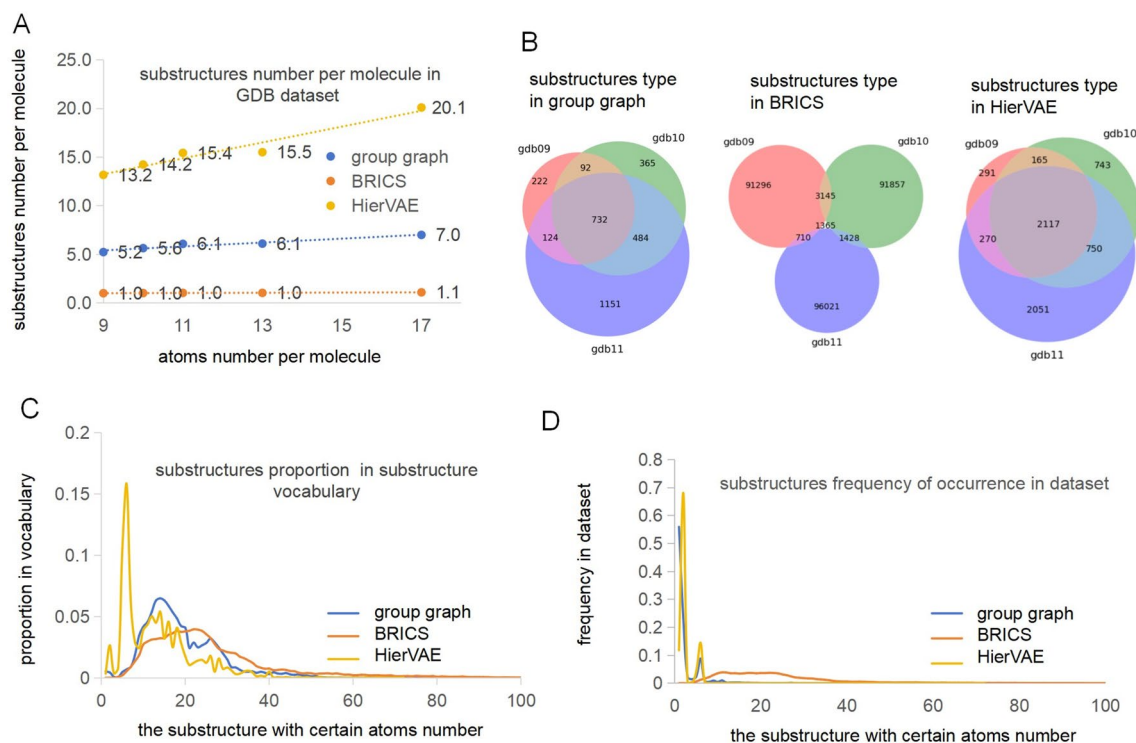 A
substructures number per molecule
25.0
20.0
15.0
10.0
5.0
0.0
substructures number per molecule in
GDB dataset
20.1
13.2
14.2
15.4
15.5
group graph
BRICS
HierVAE
5.2
5.6
6.1
6.1
7.0
1.0
1.0
1.0
1.0
1.1
9
11
13
15
17
atoms number per molecule
B
substructures type
in group graph
gdb09
gdb10
222
92
365
732
124
484
1151
gdb11
substructures type
in BRICS
gdb09
gdb10
91296
3145
91857
1365
710
1428
96021
gdb11
substructures type
in HierVAE
gdb09
gdb10
291
165
743
2117
270
750
2051
gdb11
C
proportion in vocabulary
0.2
0.15
0.1
0.05
0
substructures proportion in substructure
vocabulary
group graph
BRICS
HierVAE
0
20
40
60
80
100
the substructure with certain atoms number
D
frequency in dataset
0.8
0.7
0.6
0.5
0.4
0.3
0.2
0.1
0
substructures frequency of occurrence in dataset
group graph
BRICS
HierVAE
0
20
40
60
80
100
the substructure with certain atoms number